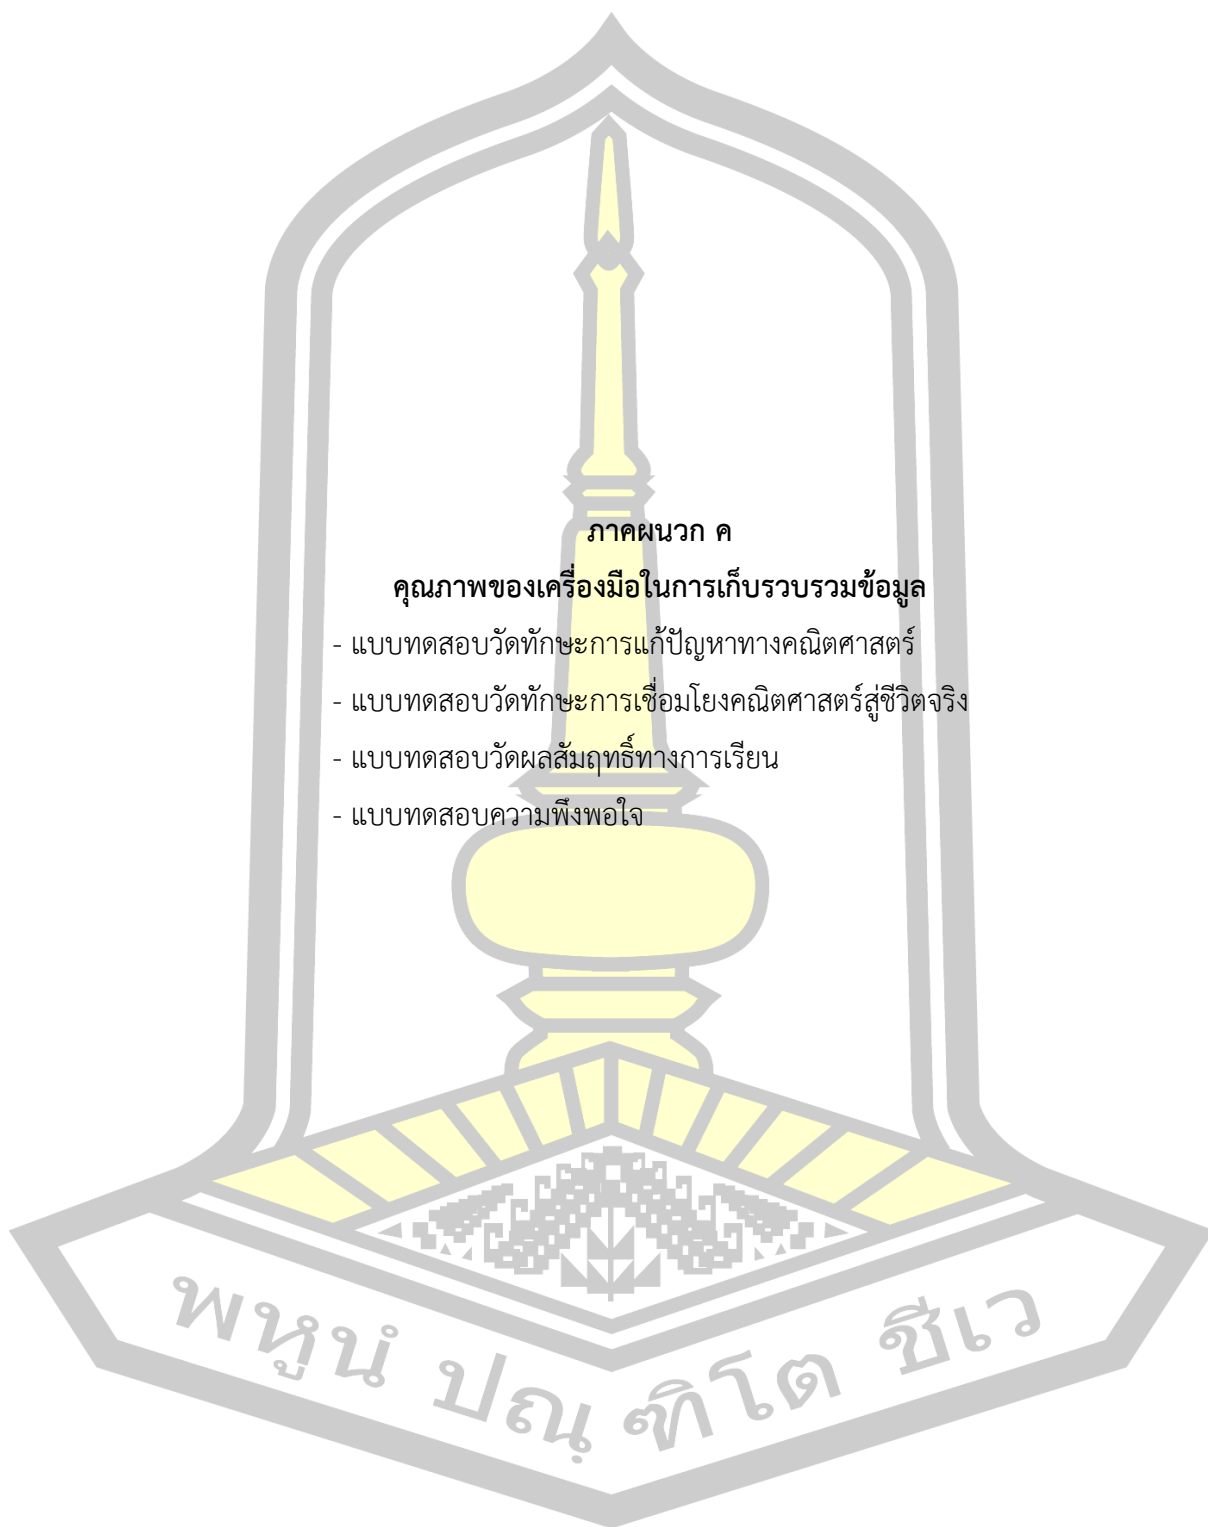 ภาคผนวก ค
คุณภาพของเครื่องมือในการเก็บรวบรวมข้อมูล
- แบบทดสอบวัดทักษะการแก้ปัญหาทางคณิตศาสตร์
- แบบทดสอบวัดทักษะการเชื่อมโยงคณิตศาสตร์สู่ชีวิตจริง
- แบบทดสอบวัดผลสัมฤทธิ์ทางการเรียน
- แบบทดสอบความพึงพอใจ
พหูนํ ปณฺฑิโต ชีเว